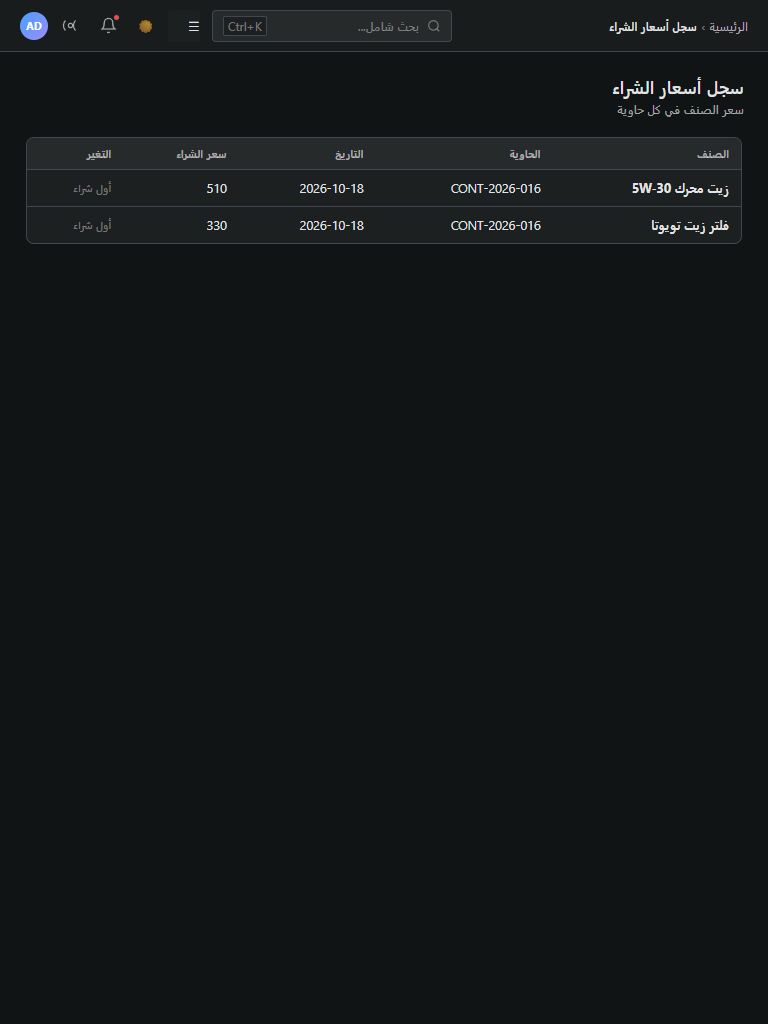 الرئيسية › سجل أسعار الشراء
بحث شامل... Ctrl+K
AD
سجل أسعار الشراء
سعر الصنف في كل حاوية
الصنف الحاوية التاريخ سعر الشراء التغير
زيت محرك 5W-30 CONT-2026-016 2026-10-18 510 أول شراء
فلتر زيت تويوتا CONT-2026-016 2026-10-18 330 أول شراء